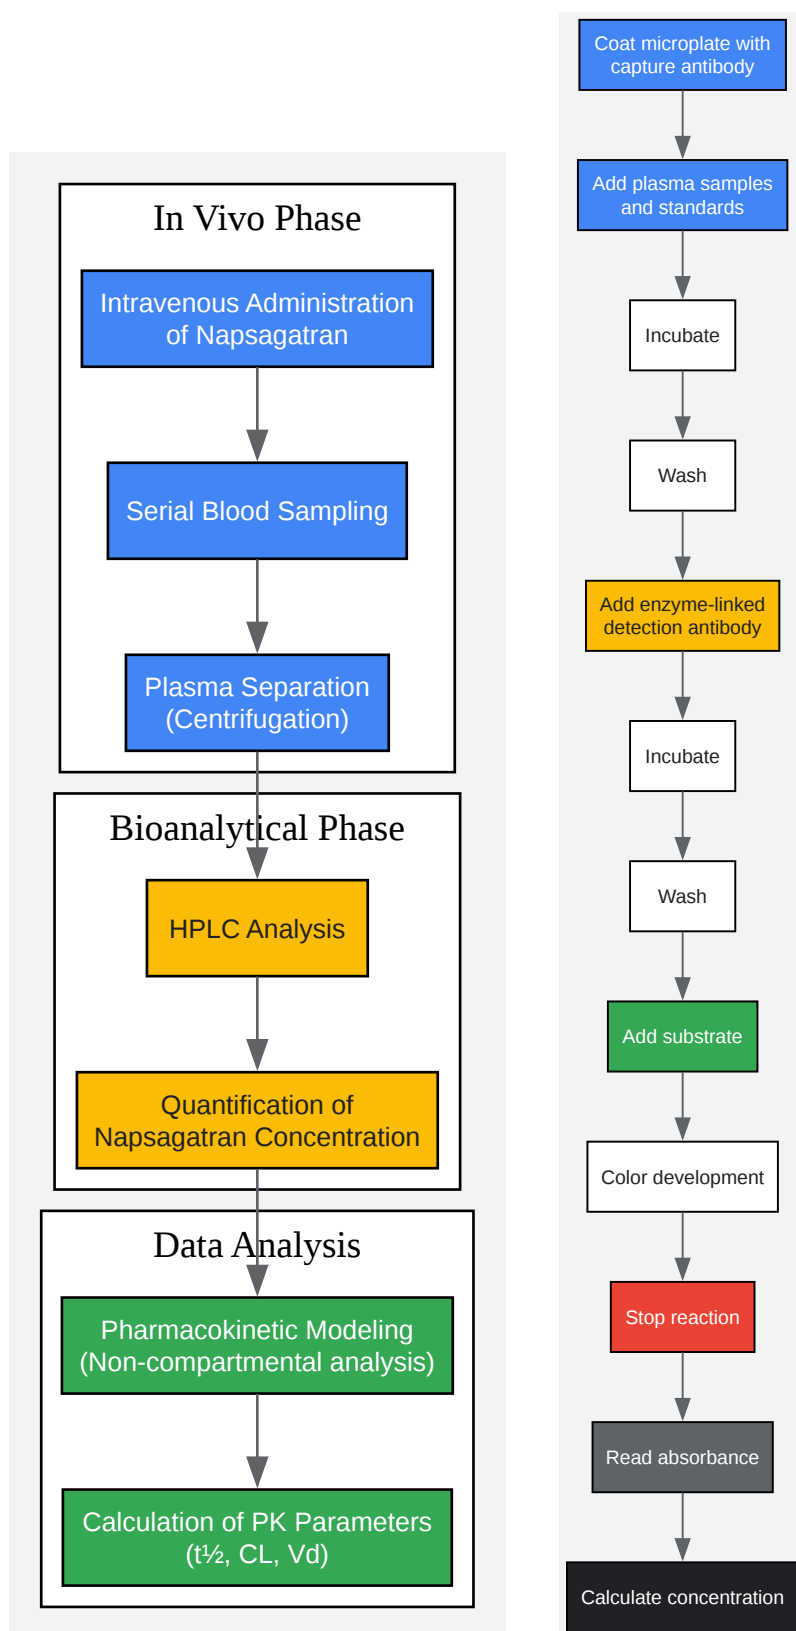 In Vivo Phase
Intravenous Administration
of Napsagatran
Serial Blood Sampling
Plasma Separation
(Centrifugation)
Bioanalytical Phase
HPLC Analysis
Quantification of
Napsagatran Concentration
Data Analysis
Pharmacokinetic Modeling
(Non-compartmental analysis)
Calculation of PK Parameters
(t½, CL, Vd)
Coat microplate with
capture antibody
Add plasma samples
and standards
Incubate
Wash
Add enzyme-linked
detection antibody
Incubate
Wash
Add substrate
Color development
Stop reaction
Read absorbance
Calculate concentration